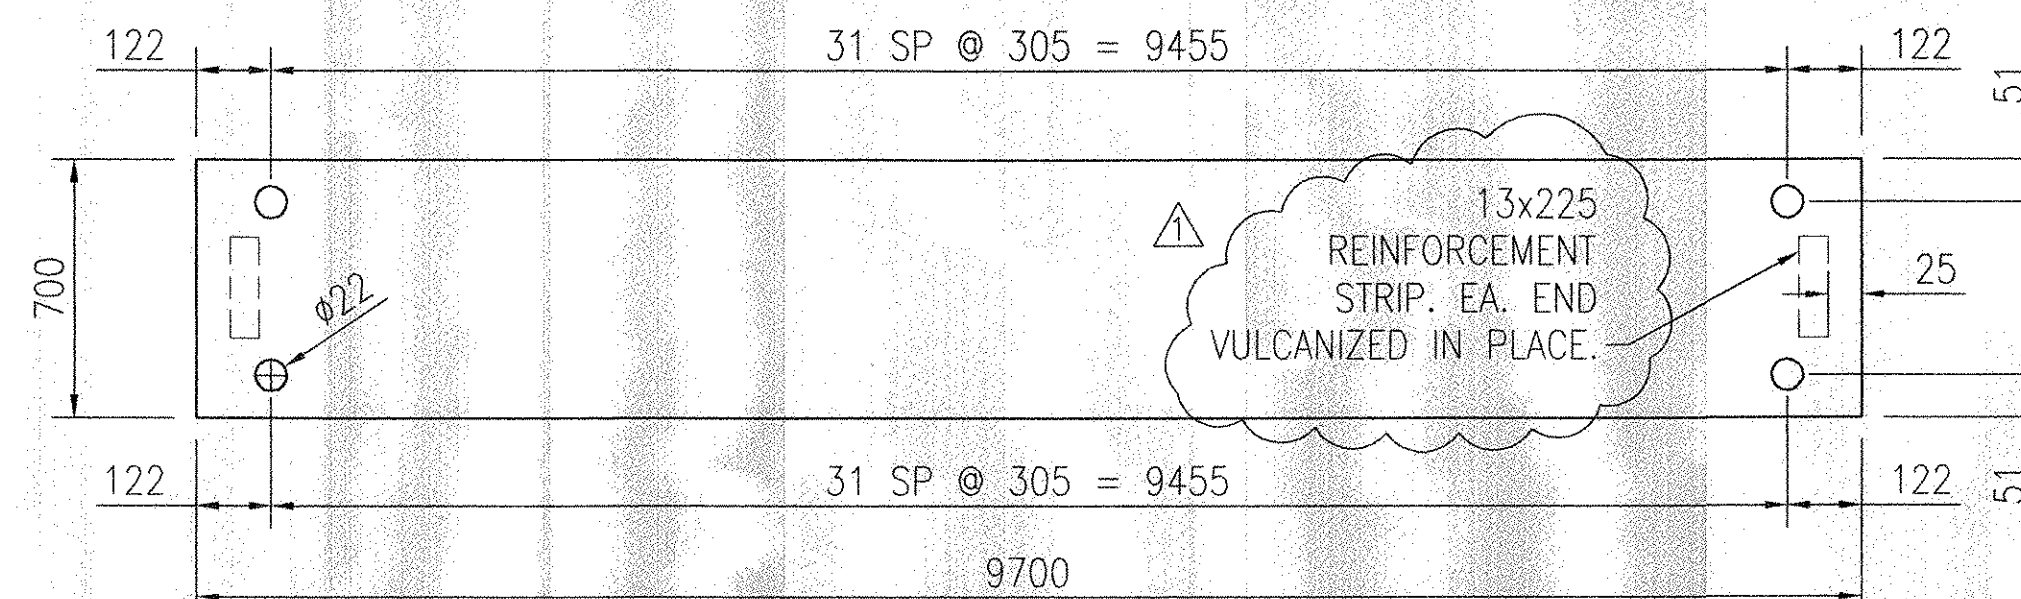 122
31 SP @ 305 = 9455
122
51
1
13x225
REINFORCEMENT
STRIP. EA. END
VULCANIZED IN PLACE.
700
ø22
25
122
31 SP @ 305 = 9455
122
51
9700